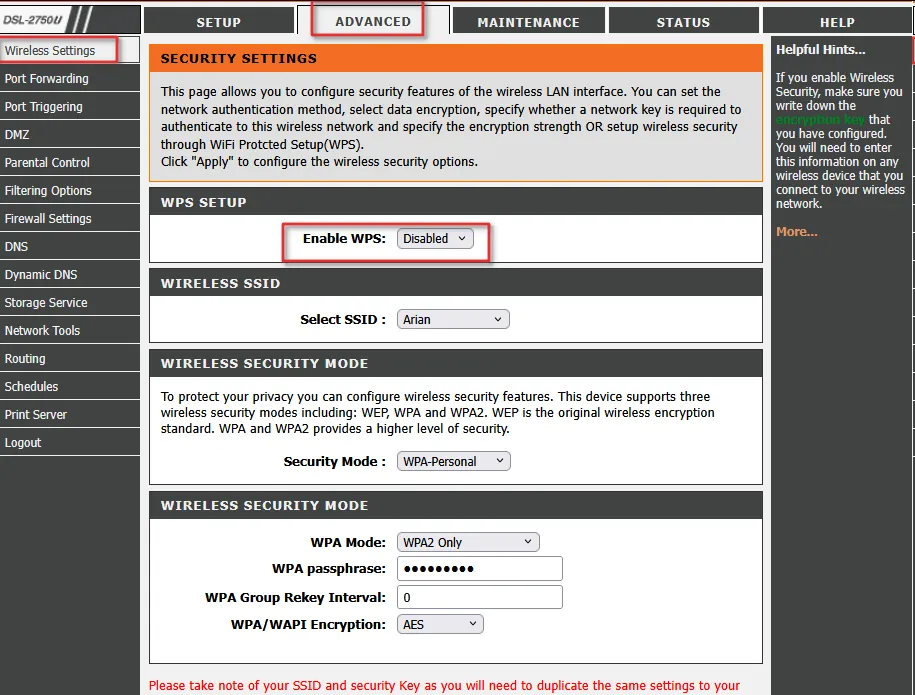 DSL-2750U
SETUP
ADVANCED
MAINTENANCE
STATUS
HELP
Wireless Settings
Port Forwarding
Port Triggering
DMZ
Parental Control
Filtering Options
Firewall Settings
DNS
Dynamic DNS
Storage Service
Network Tools
Routing
Schedules
Print Server
Logout
SECURITY SETTINGS
This page allows you to configure security features of the wireless LAN interface. You can set the
network authentication method, select data encryption, specify whether a network key is required to
authenticate to this wireless network and specify the encryption strength OR setup wireless security
through WiFi Protcted Setup(WPS).
Click "Apply" to configure the wireless security options.
WPS SETUP
Enable WPS: Disabled
WIRELESS SSID
Select SSID : Arian
WIRELESS SECURITY MODE
To protect your privacy you can configure wireless security features. This device supports three
wireless security modes including: WEP, WPA and WPA2. WEP is the original wireless encryption
standard. WPA and WPA2 provides a higher level of security.
Security Mode : WPA-Personal
WIRELESS SECURITY MODE
WPA Mode: WPA2 Only
WPA passphrase: ●●●●●●●●●
WPA Group Rekey Interval: 0
WPA/WAPI Encryption: AES
Please take note of your SSID and security Key as you will need to duplicate the same settings to your
Helpful Hints...
If you enable Wireless
Security, make sure you
write down the
encryption key that
you have configured.
You will need to enter
this information on any
wireless device that you
connect to your wireless
network.
More...